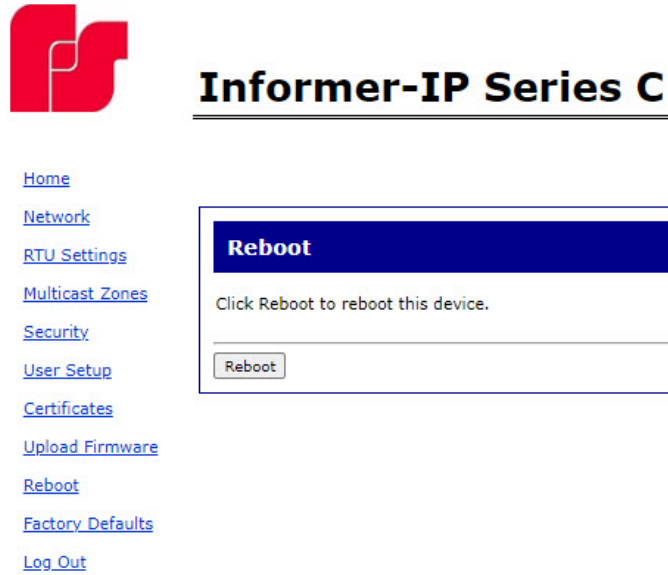 Informer-IP Series C
Home
Network
RTU Settings
Multicast Zones
Security
User Setup
Certificates
Upload Firmware
Reboot
Factory Defaults
Log Out
Reboot
Click Reboot to reboot this device.
Reboot